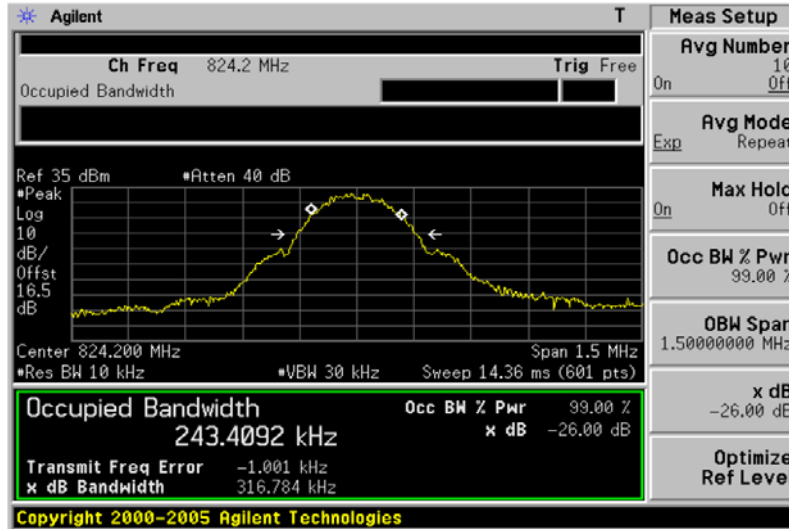 Agilent T Meas Setup
Ch Freq 824.2 MHz Trig Free
Occupied Bandwidth
Ref 35 dBm #Atten 40 dB
#Peak
Log
10
dB/
Offst
16.5
dB
Center 824.200 MHz Span 1.5 MHz
#Res BW 10 kHz #VBW 30 kHz Sweep 14.36 ms (601 pts)
Occupied Bandwidth Occ BW % Pwr 99.00 %
243.4092 kHz x dB -26.00 dB
Transmit Freq Error -1.001 kHz
x dB Bandwidth 316.784 kHz
Copyright 2000-2005 Agilent Technologies
Avg Number
10
On Off
Avg Mode
Exp Repeat
Max Hold
On Off
Occ BW % Pwr
99.00 %
OBW Span
1.50000000 MHz
x dB
-26.00 dB
Optimize
Ref Level